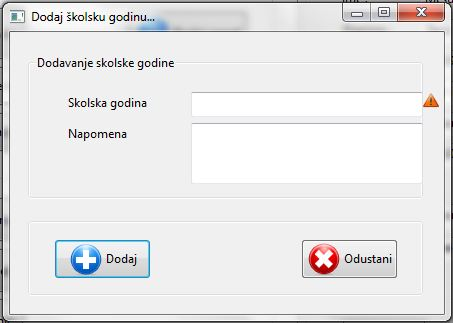 Dodaj školsku godinu...
Dodavanje skolske godine
Skolska godina
Napomena
Dodaj
Odustani